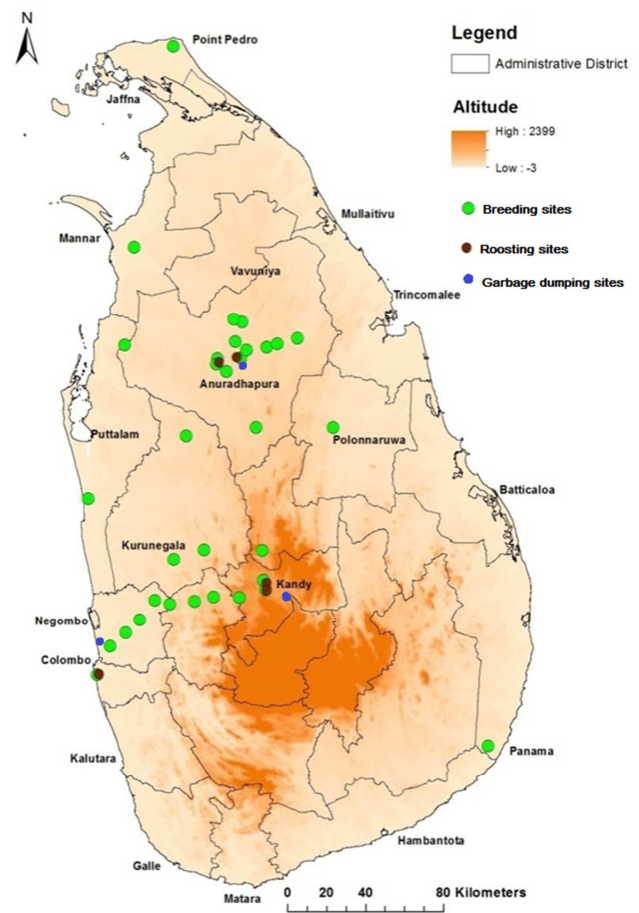 N
Point Pedro
Legend
Administrative District
Jaffna
Altitude
High : 2399
Low : -3
Breeding sites
Mullaitivu
Mannar
Roosting sites
Vavuniya
Garbage dumping sites
Trincomalee
Anuradhapura
Puttalam
Polonnaruwa
Batticaloa
Kurunegala
Kandy
Negombo
Colombo
Panama
Kalutara
Hambantota
Galle
Matara
0 20 40 80 Kilometers